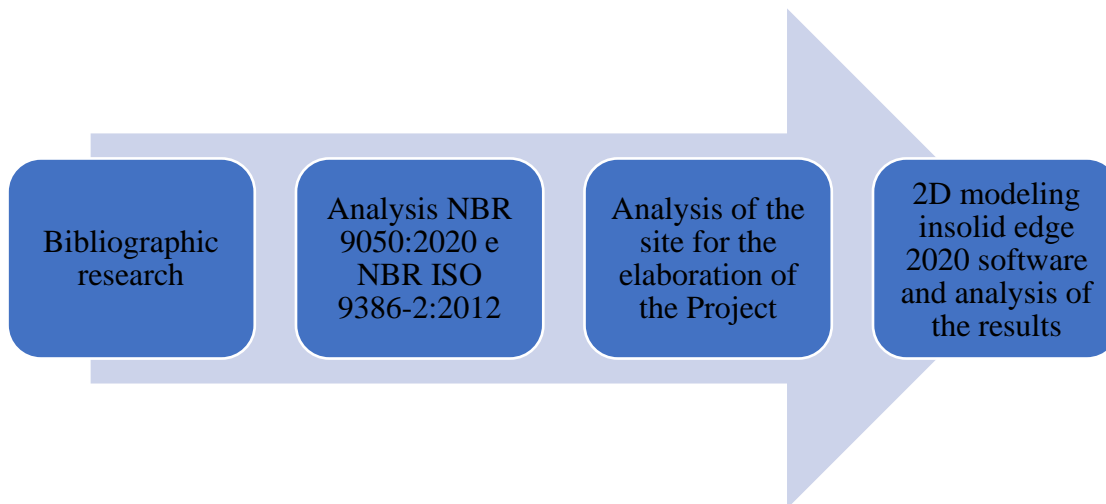 Bibliographic
research
Analysis NBR
9050:2020 e
NBR ISO
9386-2:2012
Analysis of the
site for the
elaboration of
the Project
2D modeling
insolid edge
2020 software
and analysis of
the results